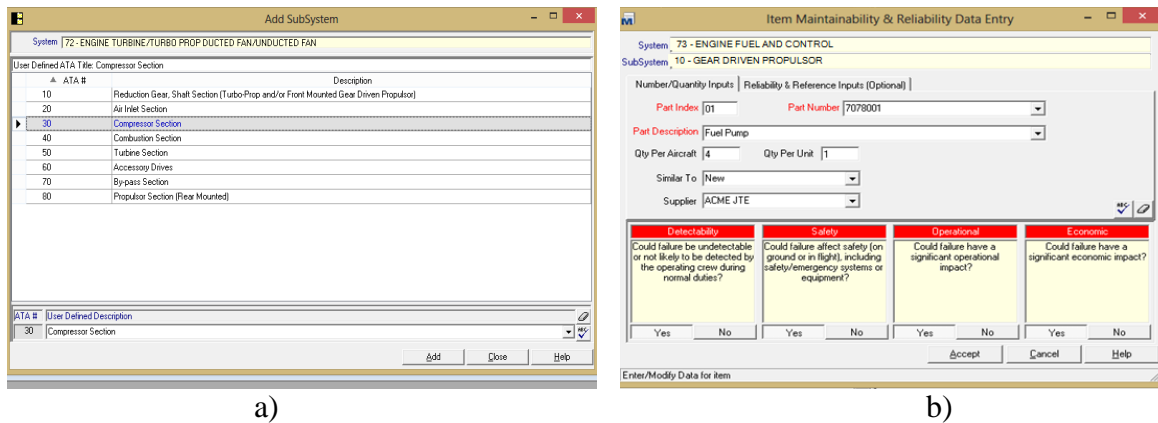 Add SubSystem
System 72 - ENGINE TURBINE/TURBO PROP DUCTED FAN/UNDUCTED FAN
User Defined ATA Title: Compressor Section
ATA # Description
10 Reduction Gear, Shaft Section (Turbo-Prop and/or Front Mounted Gear Driven Propulsor)
20 Air Inlet Section
30 Compressor Section
40 Combustion Section
50 Turbine Section
60 Accessory Drives
70 By-pass Section
80 Propulsor Section (Rear Mounted)
ATA # User Defined Description
30 Compressor Section
Add Close Help
a)
Item Maintainability & Reliability Data Entry
System 73 - ENGINE FUEL AND CONTROL
SubSystem 10 - GEAR DRIVEN PROPULSOR
Number/Quantity Inputs Reliability & Reference Inputs (Optional)
Part Index 01 Part Number 7078001
Part Description Fuel Pump
Qty Per Aircraft 4 Qty Per Unit 1
Similar To New
Supplier ACME JTE
Detectability Safety Operational Economic
Could failure be undetectable
or not likely to be detected by
the operating crew during
normal duties?
Could failure affect safety (on
ground or in flight), including
safety/emergency systems or
equipment?
Could failure have a
significant operational
impact?
Could failure have a
significant economic impact?
Yes No Yes No Yes No Yes No
Accept Cancel Help
Enter/Modify Data for item
b)